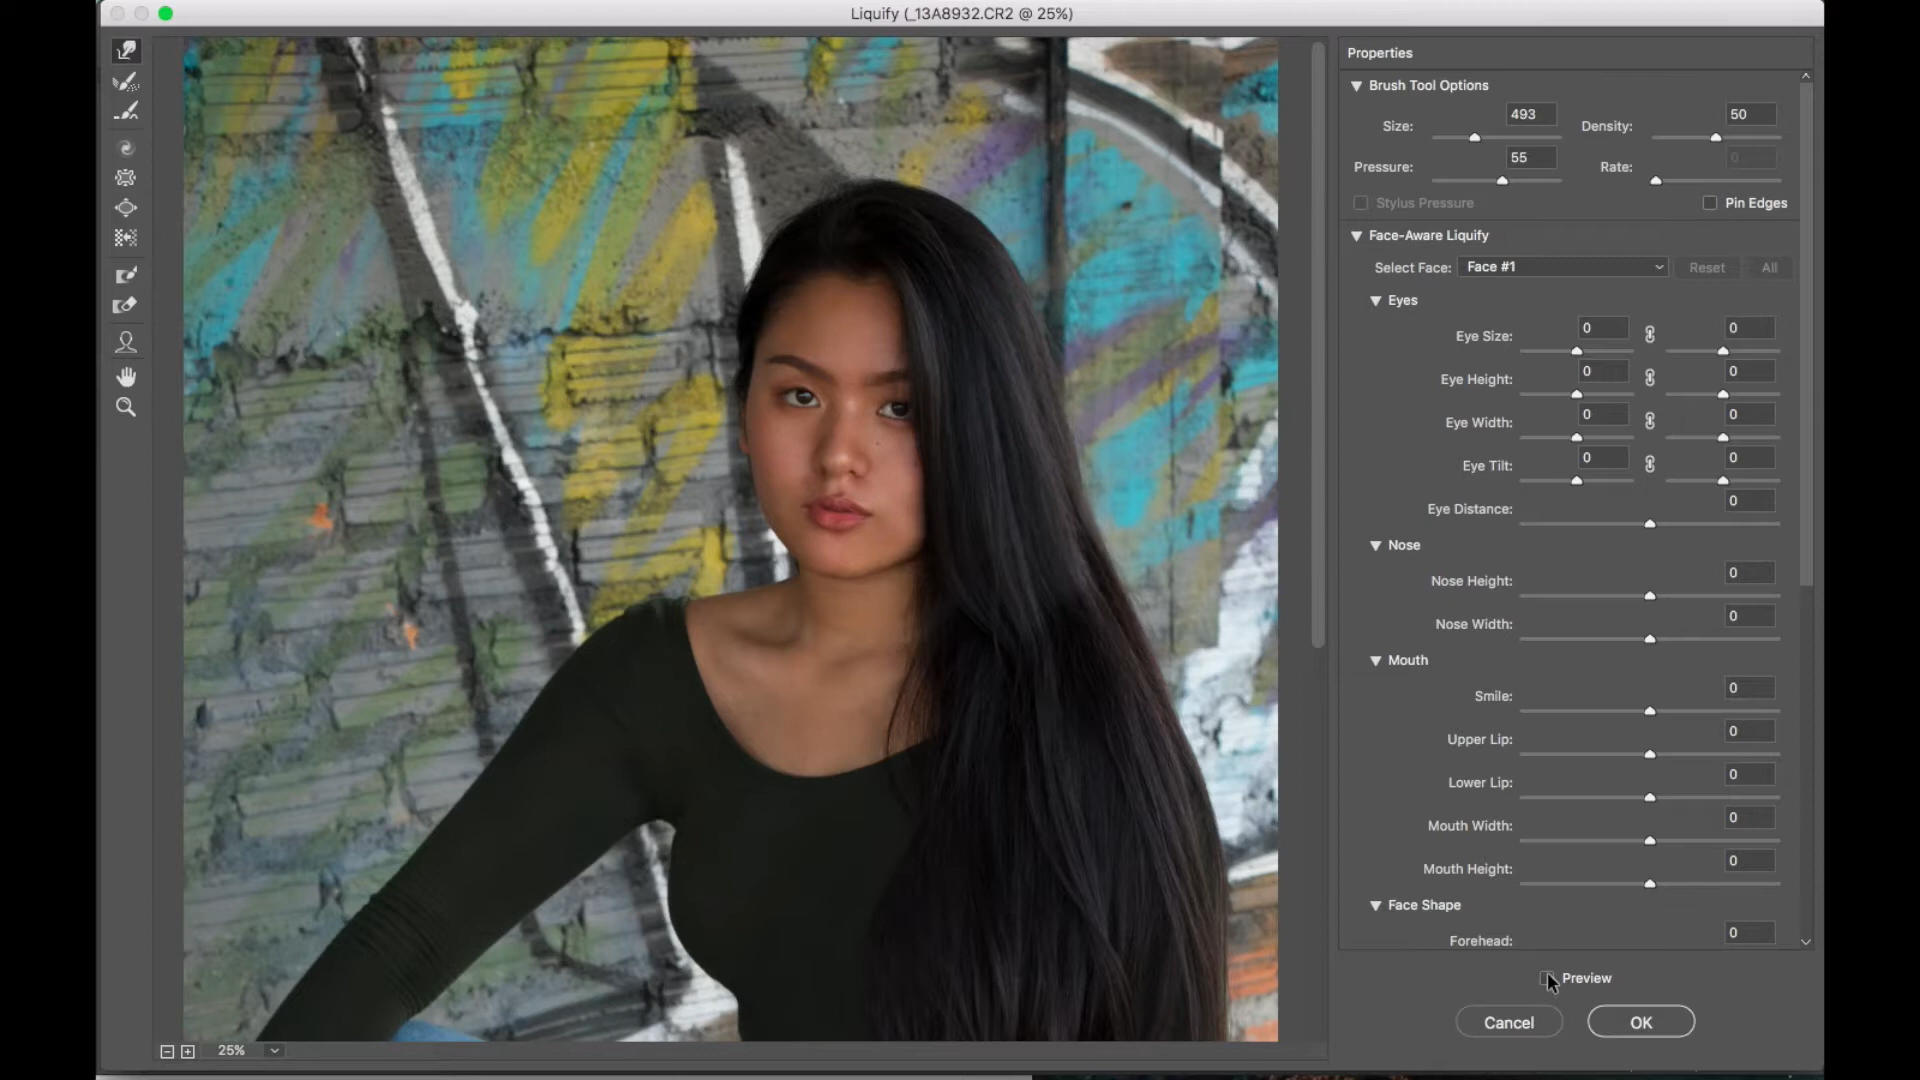 Liquify (_13A8932.CR2 @ 25%)
Properties
Brush Tool Options
Size: 493 Density: 50
Pressure: 55 Rate: 0
Stylus Pressure Pin Edges
Face-Aware Liquify
Select Face: Face #1 Reset All
Eyes
Eye Size: 0 0
Eye Height: 0 0
Eye Width: 0 0
Eye Tilt: 0 0
Eye Distance: 0
Nose
Nose Height: 0
Nose Width: 0
Mouth
Smile: 0
Upper Lip: 0
Lower Lip: 0
Mouth Width: 0
Mouth Height: 0
Face Shape
Forehead: 0
Preview
Cancel OK
25%